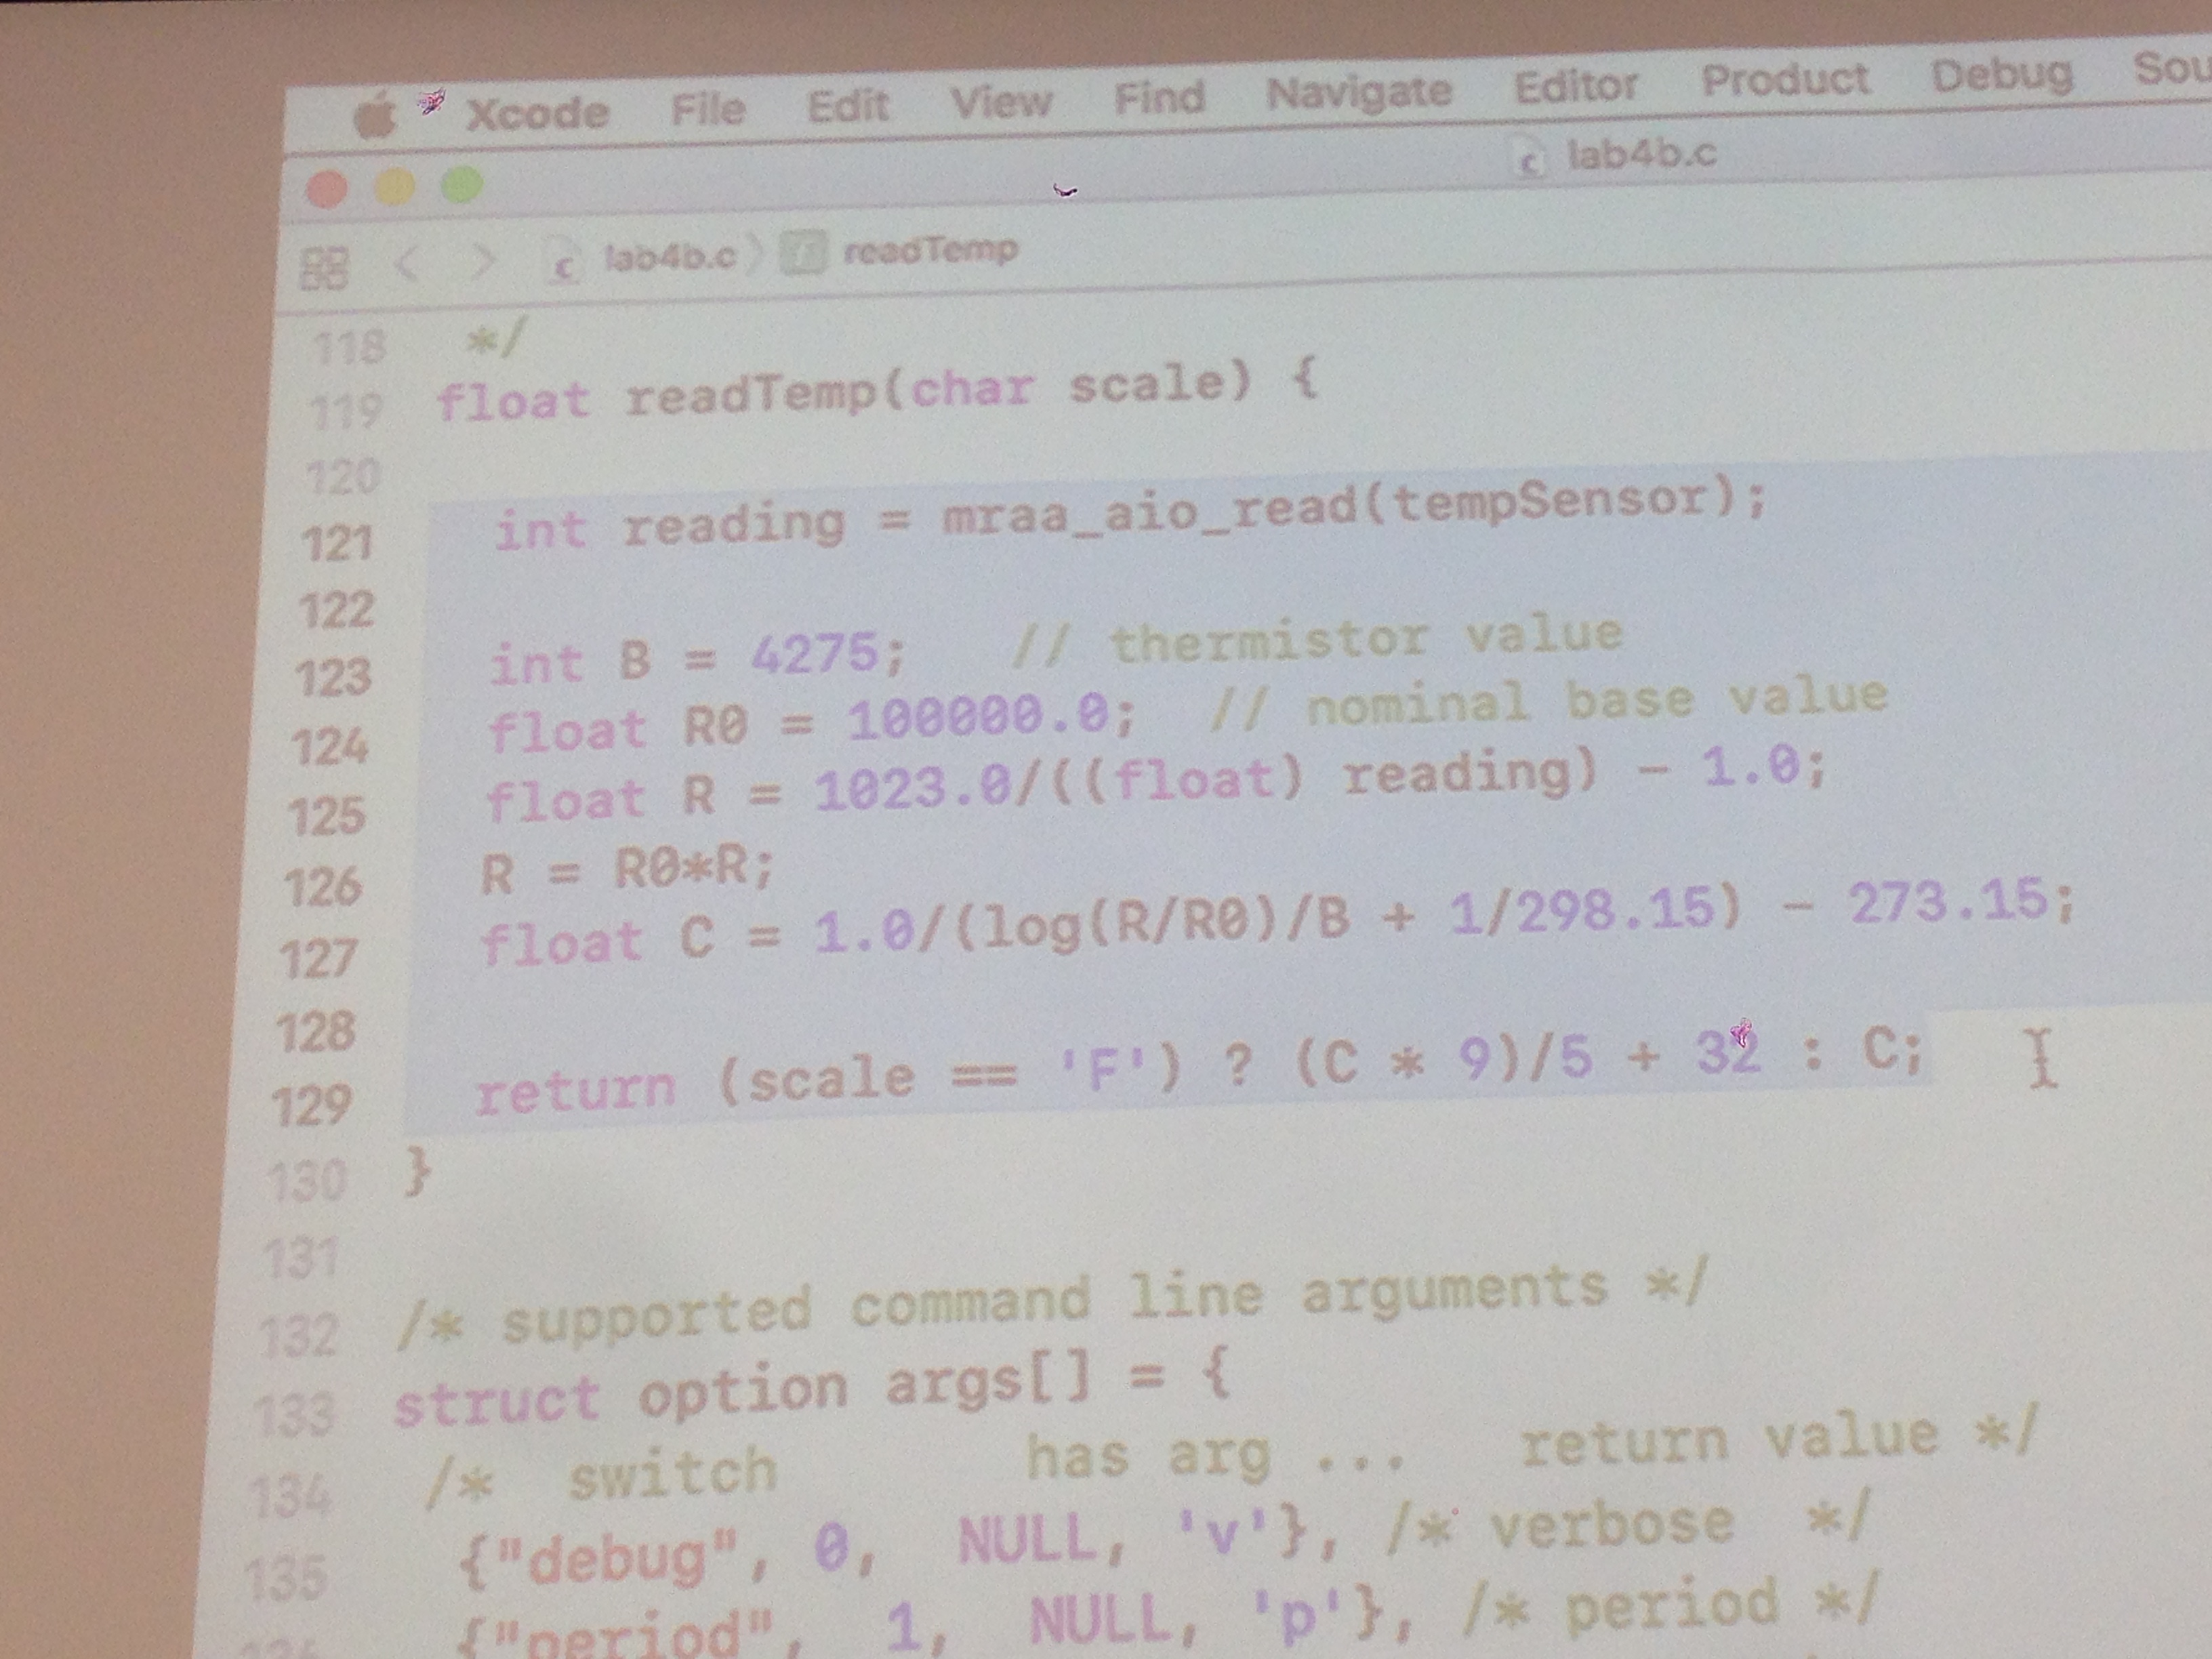 Xcode File Edit View Find Navigate Editor Product Debug Sou
lab4b.c
lab4b.c readTemp
118 */
119 float readTemp(char scale) {
120
121 int reading = mraa_aio_read(tempSensor);
122
123 int B = 4275; // thermistor value
124 float R0 = 100000.0; // nominal base value
125 float R = 1023.0/((float) reading) - 1.0;
126 R = R0*R;
127 float C = 1.0/(log(R/R0)/B + 1/298.15) - 273.15;
128
129 return (scale == 'F') ? (C * 9)/5 + 32 : C;
130 }
131
132 /* supported command line arguments */
133 struct option args[] = {
134 /* switch has arg ... return value */
135 {"debug", 0, NULL, 'v'}, /* verbose */
136 {"period", 1, NULL, 'p'}, /* period */